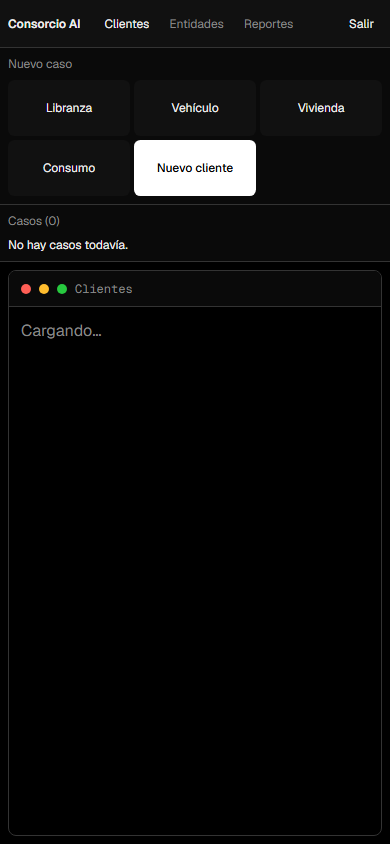 Consorcio AI Clientes Entidades Reportes Salir
Nuevo caso
Libranza Vehículo Vivienda
Consumo Nuevo cliente
Casos (0)
No hay casos todavía.
Clientes
Cargando…